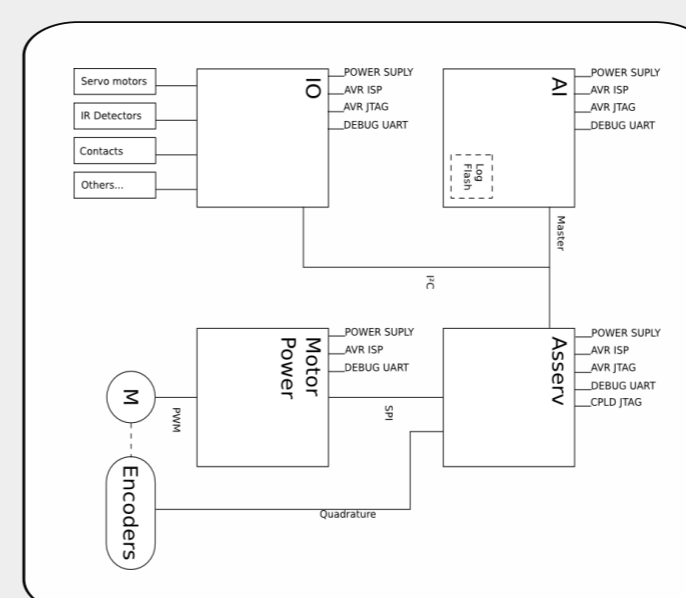 Servo motors
IR Detectors
Contacts
Others...
IO
POWER SUPLY
AVR ISP
AVR JTAG
DEBUG UART
AI
Log
Flash
POWER SUPLY
AVR ISP
AVR JTAG
DEBUG UART
Master
I²C
Motor
Power
POWER SUPLY
AVR ISP
DEBUG UART
Asserv
POWER SUPLY
AVR ISP
AVR JTAG
DEBUG UART
CPLD JTAG
M
PWM
SPI
Encoders
Quadrature